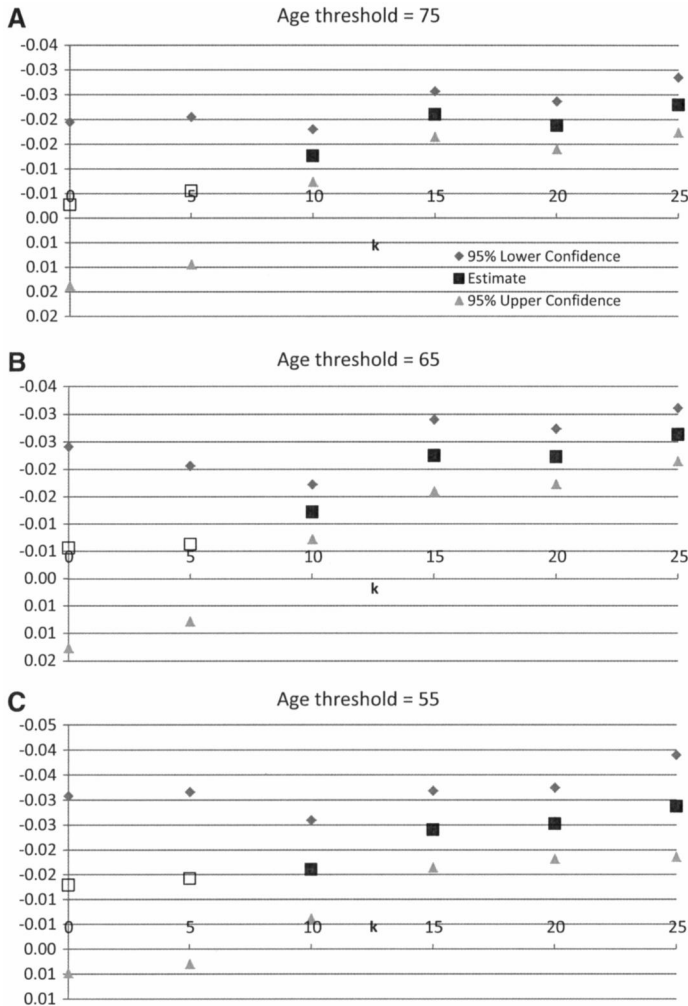 A
Age threshold = 75
-0.04
-0.03
-0.03
-0.02
-0.02
-0.01
-0.01
0 5 10 15 20 25
0.00
0.01
k
0.01
0.02
0.02
95% Lower Confidence
Estimate
95% Upper Confidence
B
Age threshold = 65
-0.04
-0.03
-0.03
-0.02
-0.02
-0.01
-0.01
0 5 10 15 20 25
0.00
k
0.01
0.01
0.02
C
Age threshold = 55
-0.05
-0.04
-0.04
-0.03
-0.03
-0.02
-0.02
-0.01
-0.01
0 5 10 k 15 20 25
0.00
0.01
0.01